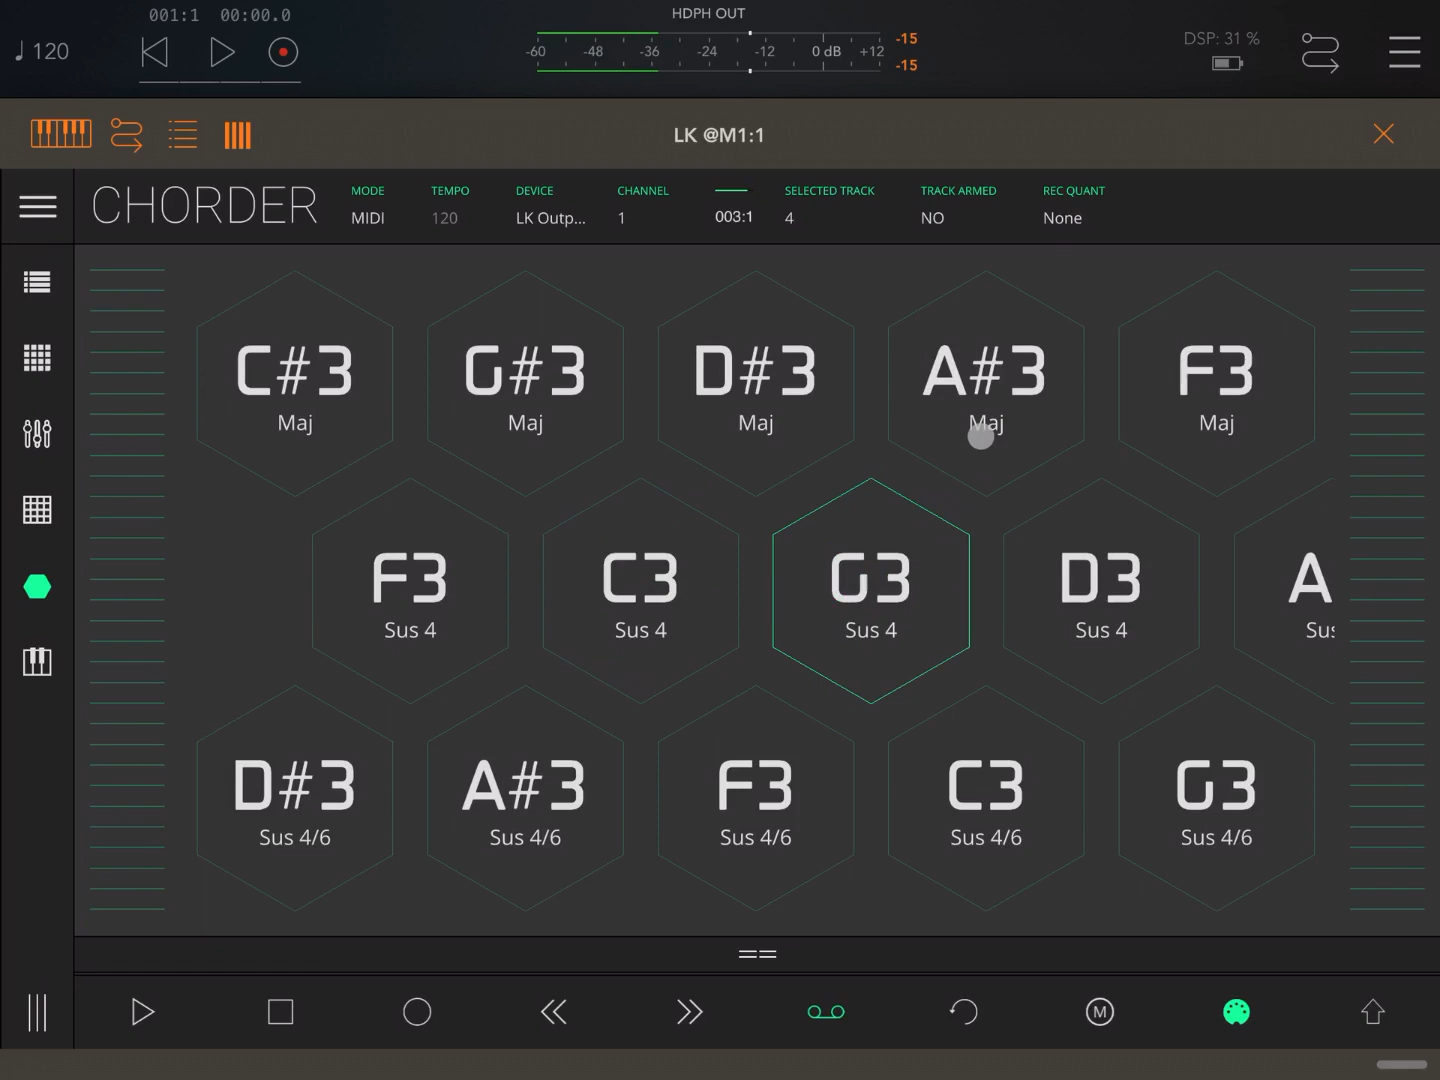 001:1 00:00.0
HDPH OUT
♩ 120
-60 -48 -36 -24 -12 0 dB +12
-15
-15
DSP: 31 %
LK @M1:1
CHORDER
MODE TEMPO DEVICE CHANNEL SELECTED TRACK TRACK ARMED REC QUANT
MIDI 120 LK Outp... 1 003:1 4 NO None
C#3 G#3 D#3 A#3 F3
Maj Maj Maj Maj Maj
F3 C3 G3 D3 A
Sus 4 Sus 4 Sus 4 Sus 4 Sus
D#3 A#3 F3 C3 G3
Sus 4/6 Sus 4/6 Sus 4/6 Sus 4/6 Sus 4/6
M